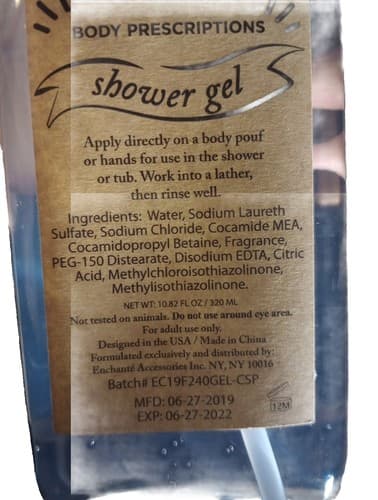 BODY PRESCRIPTIONS
shower gel
Apply directly on a body pouf
or hands for use in the shower
or tub. Work into a lather,
then rinse well.
Ingredients: Water, Sodium Laureth
Sulfate, Sodium Chloride, Cocamide MEA,
Cocamidopropyl Betaine, Fragrance,
PEG-150 Distearate, Disodium EDTA, Citric
Acid, Methylchloroisothiazolinone,
Methylisothiazolinone.
NET WT: 10.82 FL OZ / 320 ML
Not tested on animals. Do not use around eye area.
For adult use only.
Designed in the USA / Made in China
Formulated exclusively and distributed by:
Enchanté Accessories Inc. NY, NY 10016
Batch# EC19F240GEL-CSP
MFD: 06-27-2019
EXP: 06-27-2022
12M